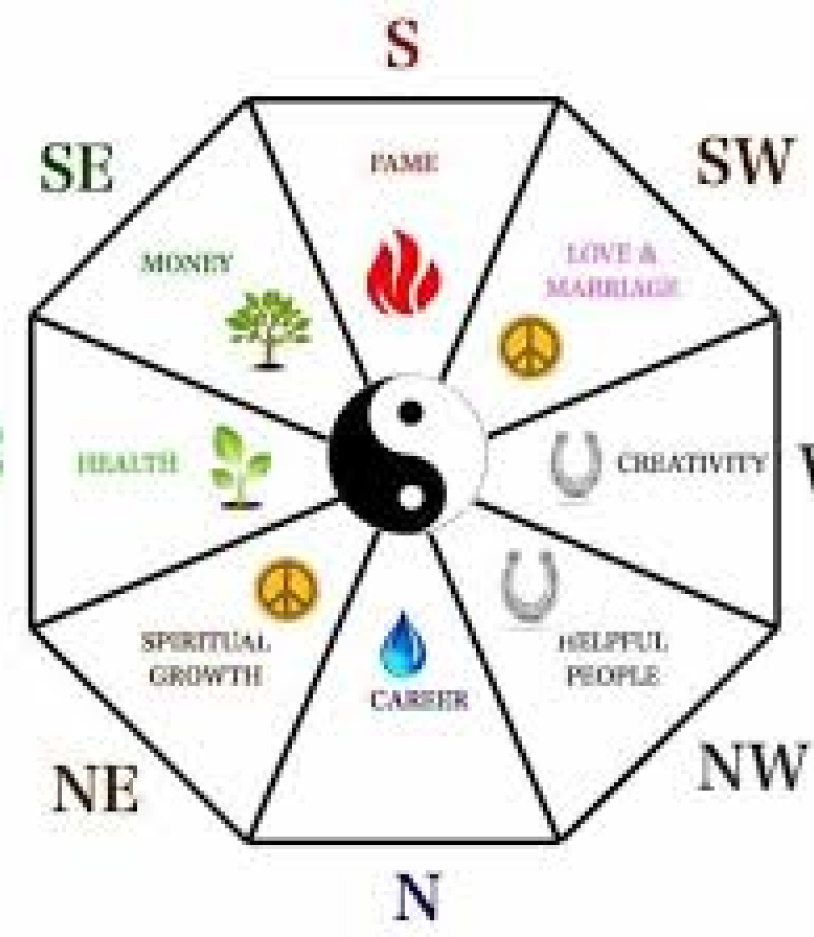 S
SE
SW
FAME
MONEY
LOVE &
MARRIAGE
HEALTH
CREATIVITY
SPIRITUAL
GROWTH
HELPFUL
PEOPLE
CAREER
NE
NW
N